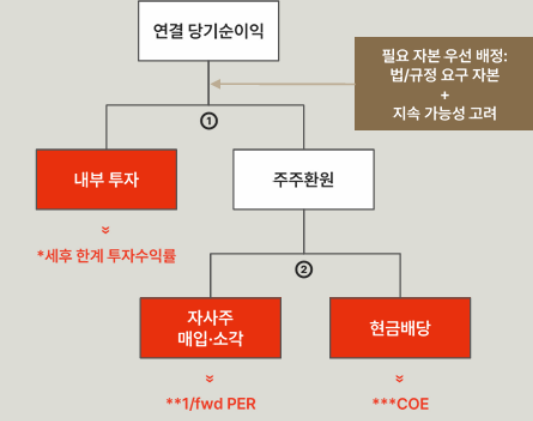 연결 당기순이익
필요 자본 우선 배정:
법/규정 요구 자본
+
지속 가능성 고려
1
내부 투자
주주환원
*세후 한계 투자수익률
2
자사주
매입·소각
현금배당
**1/fwd PER
***COE